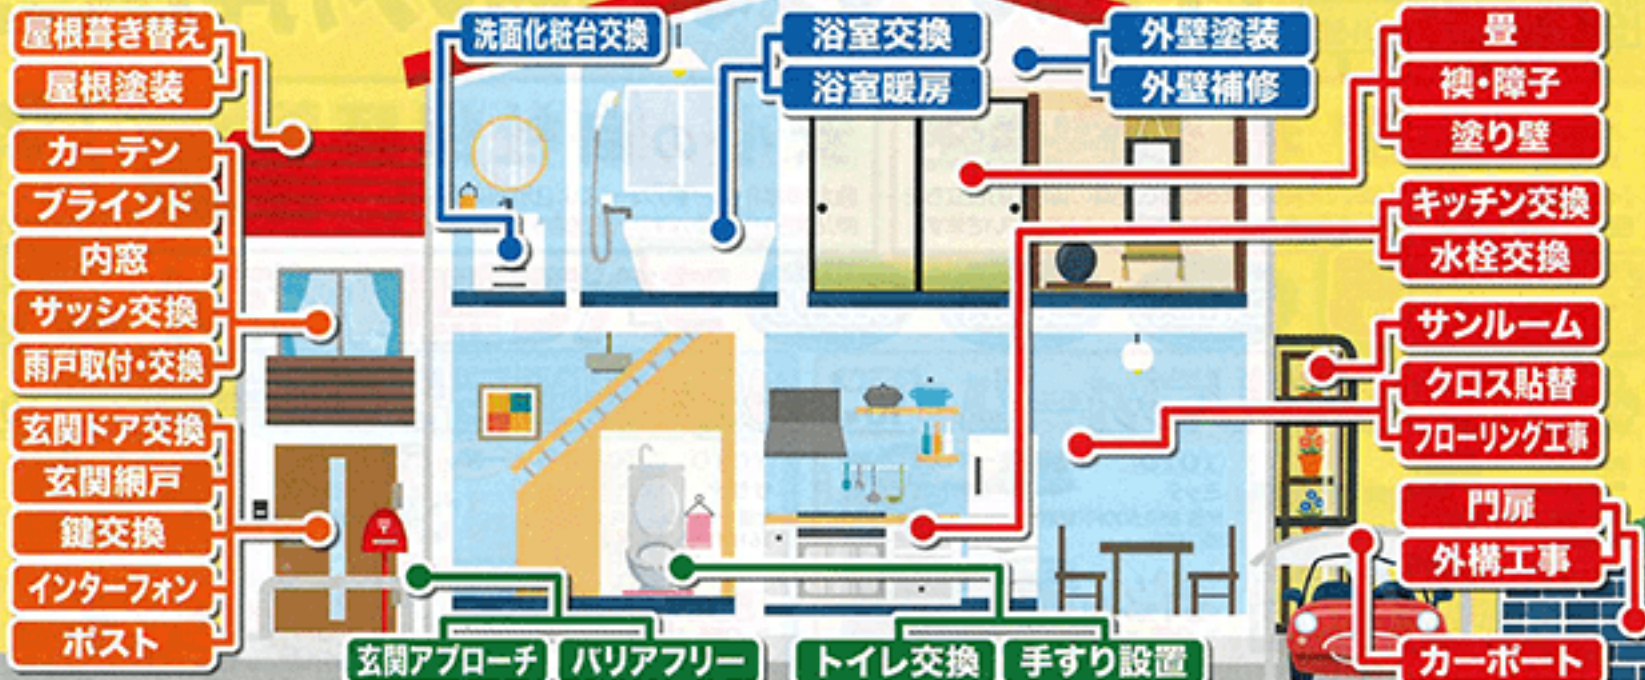 屋根葺き替え
屋根塗装
カーテン
ブラインド
内窓
サッシ交換
雨戸取付・交換
玄関ドア交換
玄関網戸
鍵交換
インターフォン
ポスト
洗面化粧台交換
浴室交換
浴室暖房
外壁塗装
外壁補修
畳
襖・障子
塗り壁
キッチン交換
水栓交換
サンルーム
クロス貼替
フローリング工事
門扉
外構工事
カーポート
玄関アプローチ
バリアフリー
トイレ交換
手すり設置